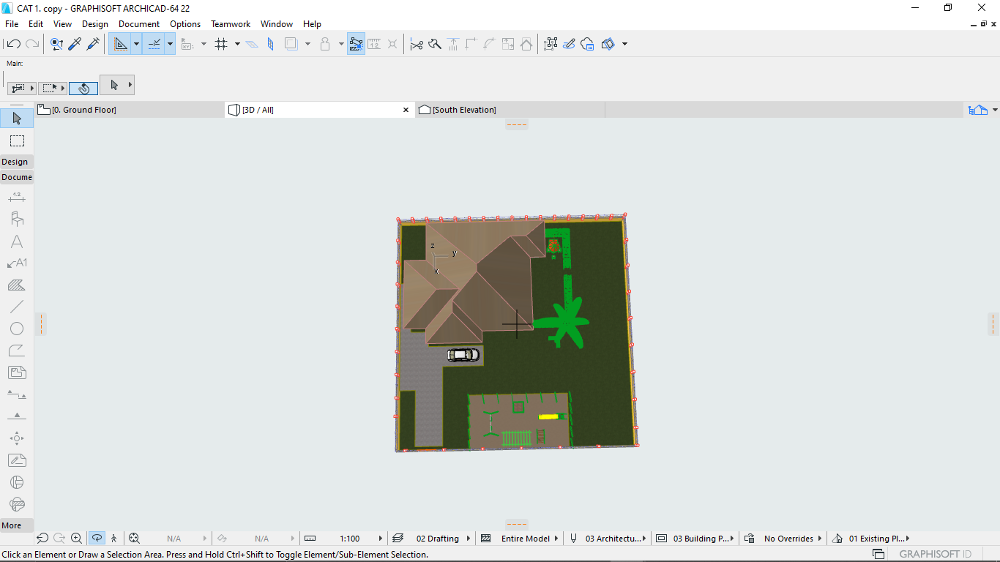 CAT 1. copy - GRAPHISOFT ARCHICAD-64 22
File Edit View Design Document Options Teamwork Window Help
Main:
[0. Ground Floor] [3D / All] [South Elevation]
Design
Docume
1.2
A
A1
z
y
x
More
N/A N/A 1:100 02 Drafting Entire Model 03 Architectu... 03 Building P... No Overrides 01 Existing Pl...
Click an Element or Draw a Selection Area. Press and Hold Ctrl+Shift to Toggle Element/Sub-Element Selection. GRAPHISOFT ID